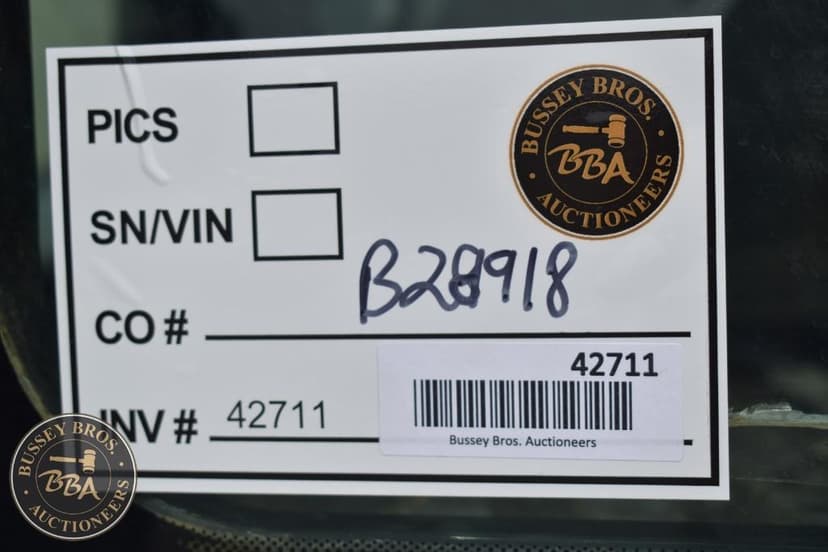 PICS
BUSSEY BROS.
BBA
AUCTIONEERS
SN/VIN
CO # B28918
42711
INV # 42711
Bussey Bros. Auctioneers
BUSSEY BROS.
BBA
AUCTIONEERS